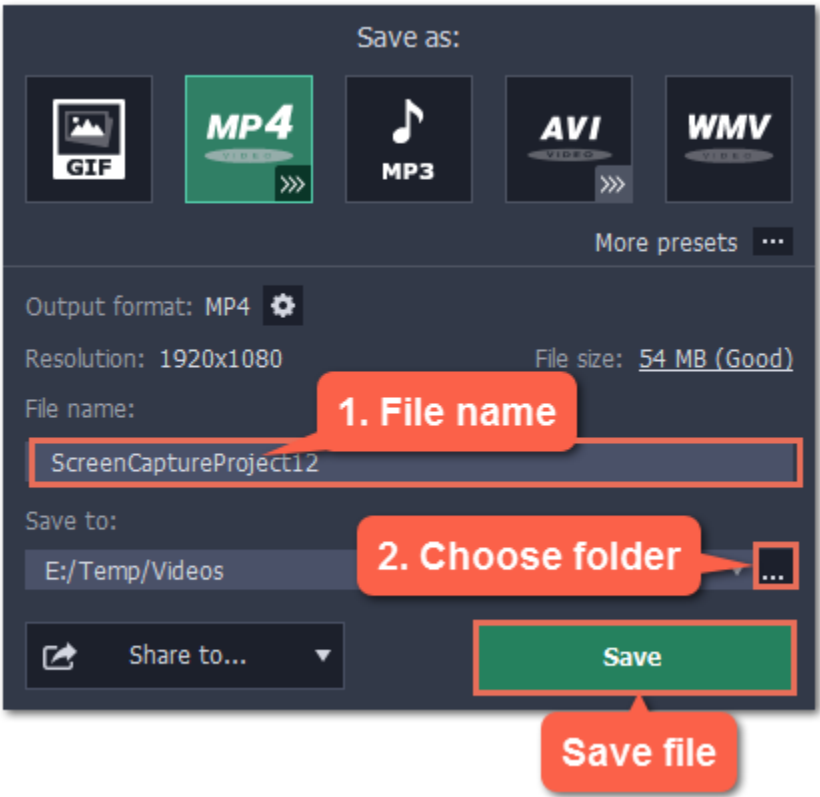 Save as:
GIF
MP4
VIDEO
MP3
AVI
VIDEO
WMV
VIDEO
More presets ...
Output format: MP4
Resolution: 1920x1080 File size: 54 MB (Good)
File name:
1. File name
ScreenCaptureProject12
Save to:
2. Choose folder
E:/Temp/Videos ...
Share to... Save
Save file